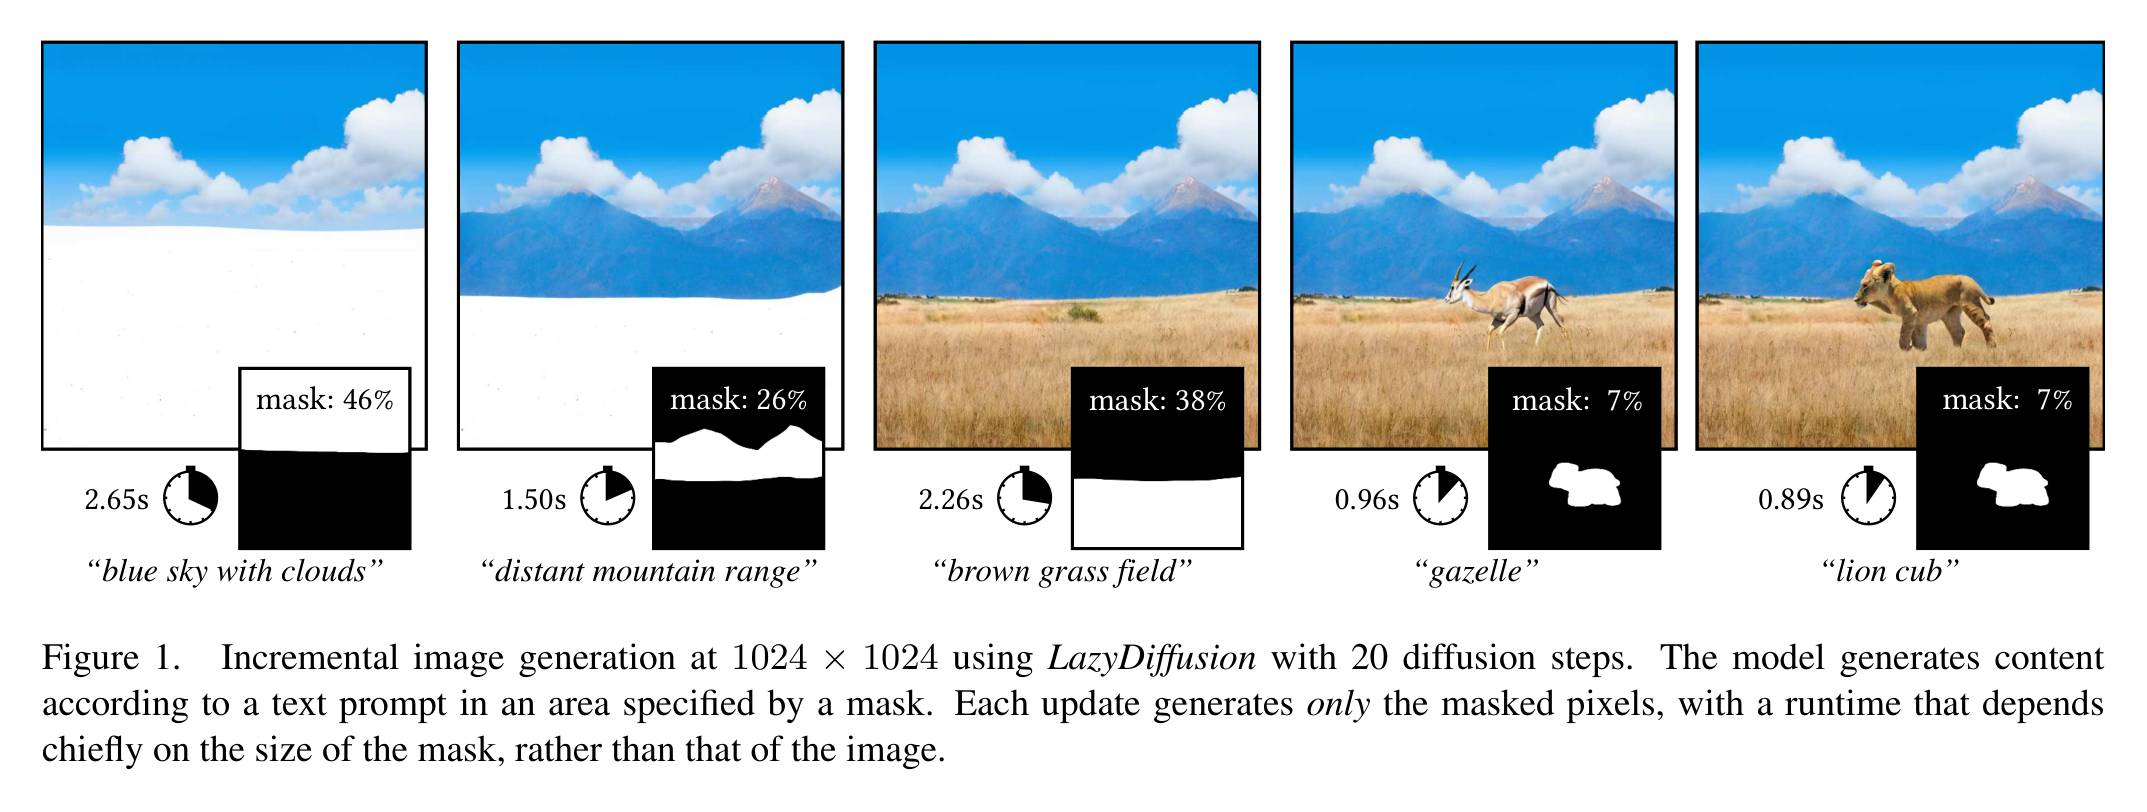 mask: 46%
mask: 26%
mask: 38%
mask: 7%
mask: 7%
2.65s
1.50s
2.26s
0.96s
0.89s
“blue sky with clouds”
“distant mountain range”
“brown grass field”
“gazelle”
“lion cub”
Figure 1. Incremental image generation at 1024 × 1024 using LazyDiffusion with 20 diffusion steps. The model generates content
according to a text prompt in an area specified by a mask. Each update generates only the masked pixels, with a runtime that depends
chiefly on the size of the mask, rather than that of the image.